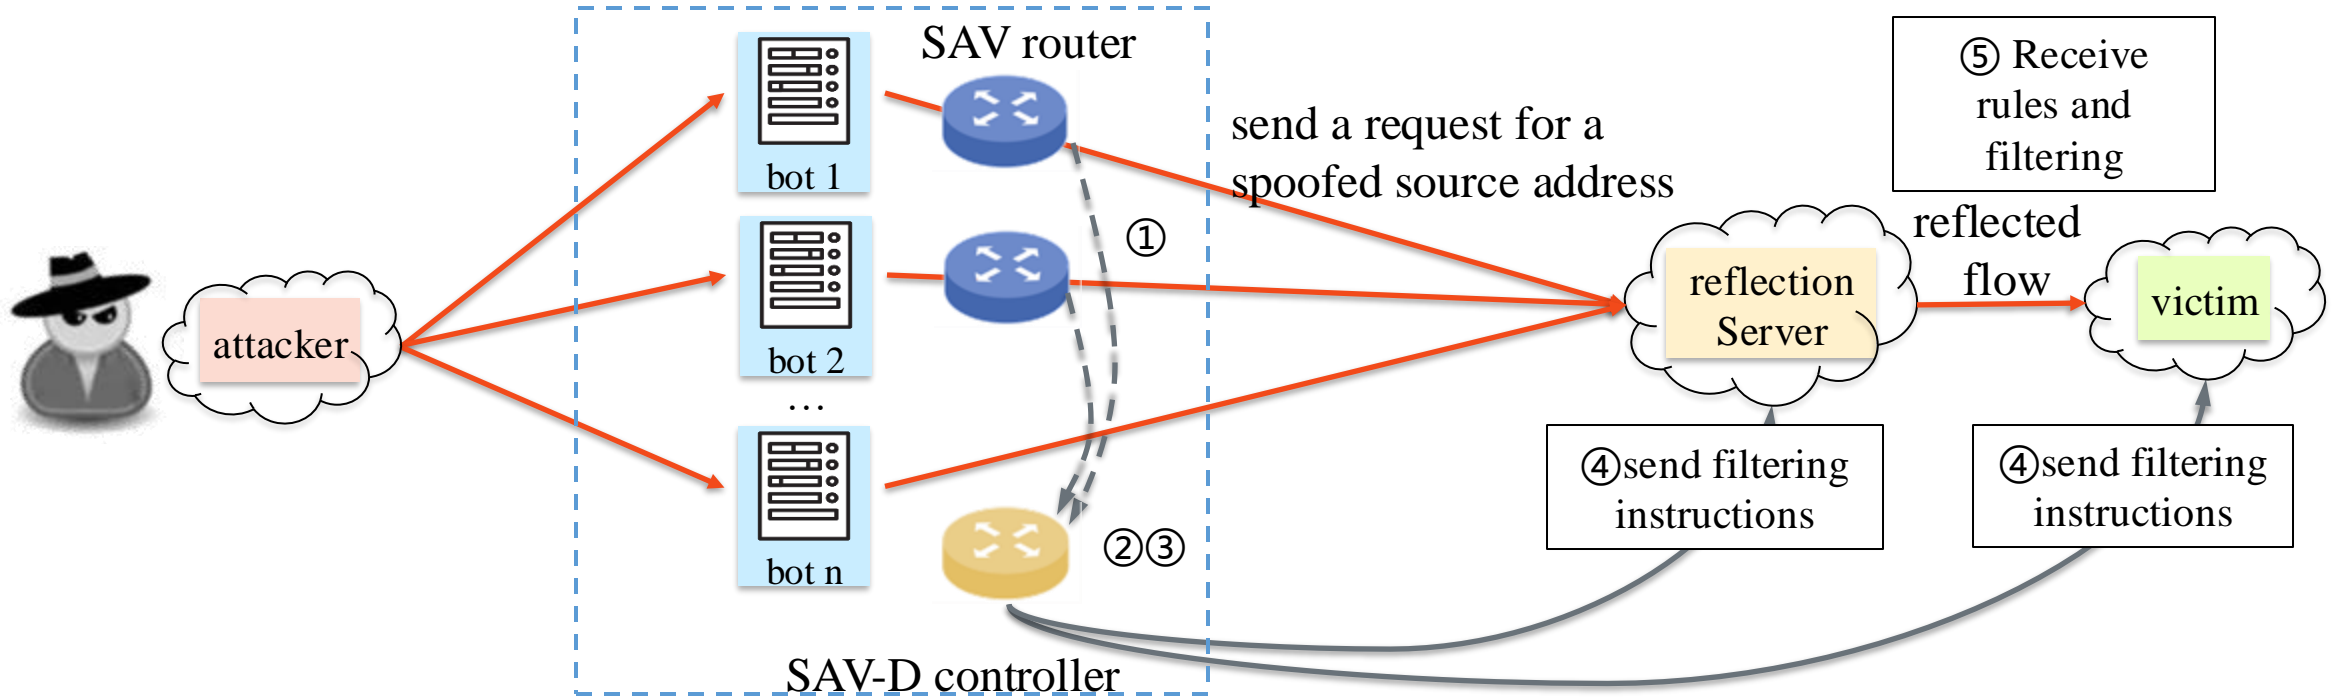 SAV router
bot 1
bot 2
...
bot n
attacker
①
②③
SAV-D controller
send a request for a
spoofed source address
reflection
Server
reflected
flow
victim
⑤ Receive
rules and
filtering
④send filtering
instructions
④send filtering
instructions